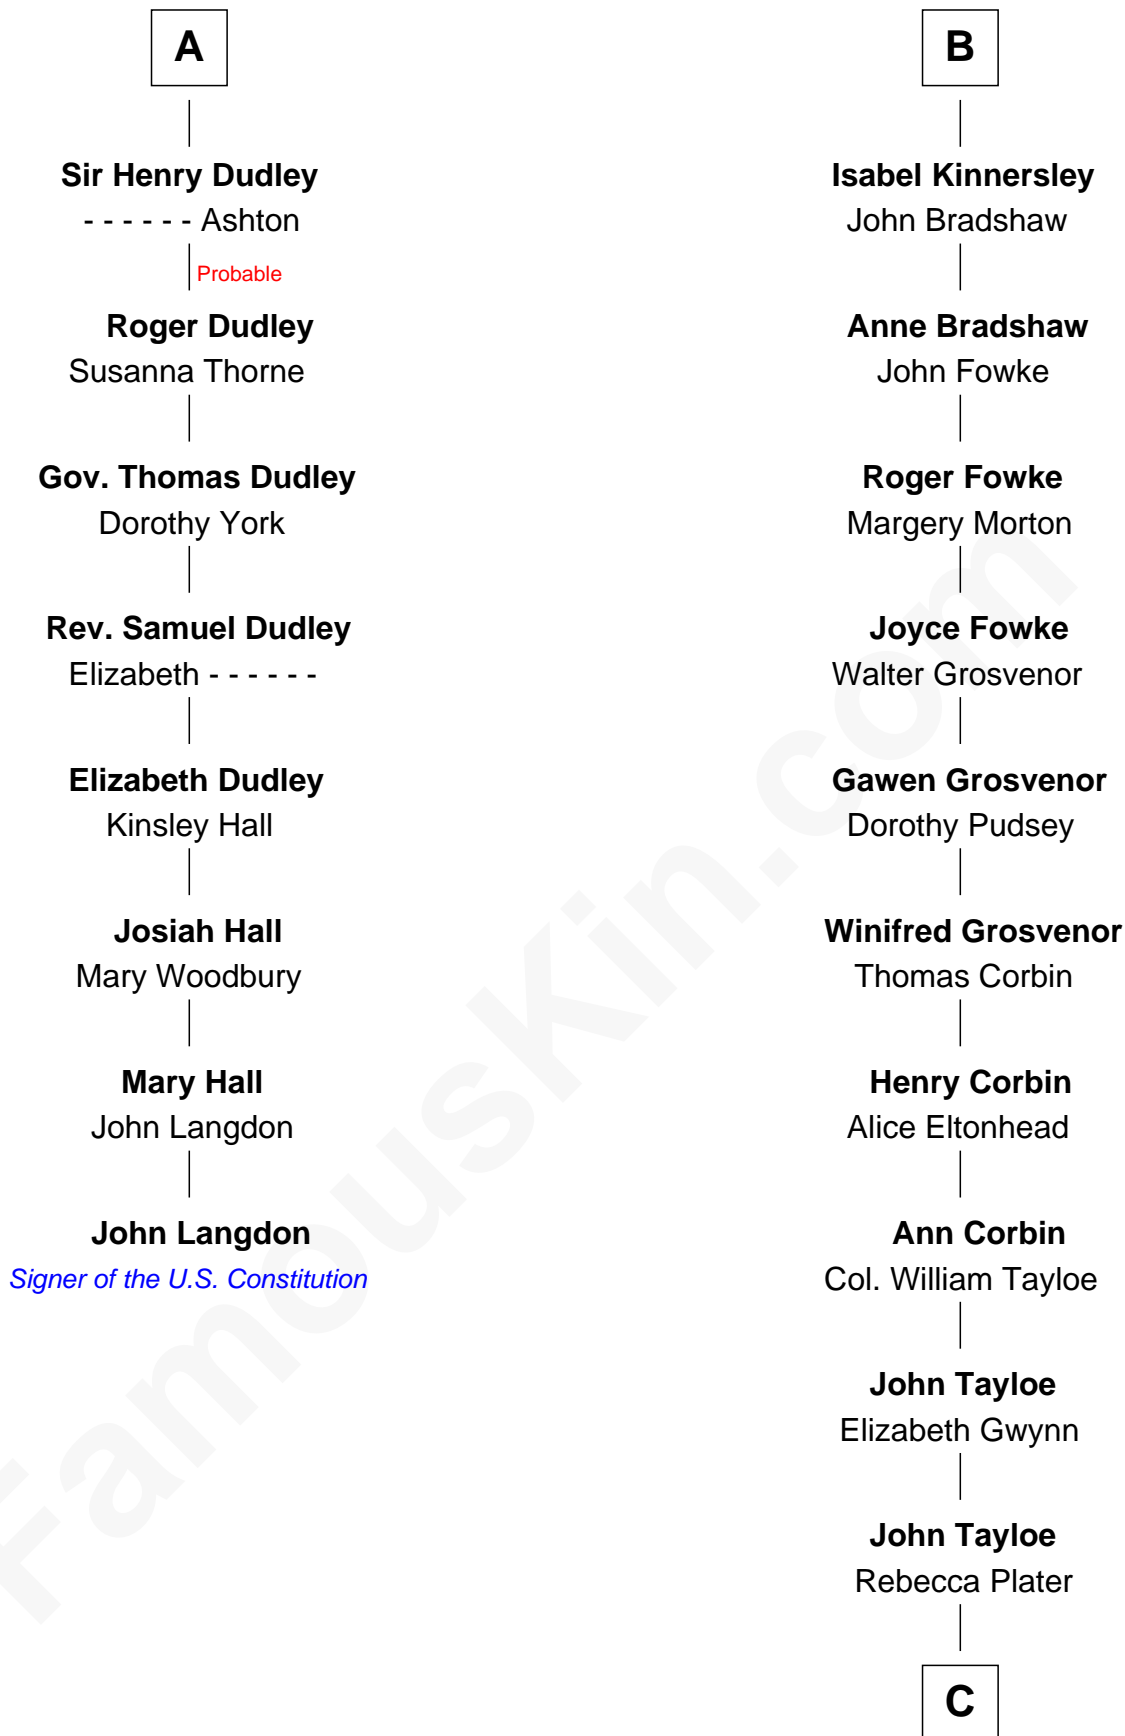 A
Sir Henry Dudley
- - - - - - Ashton
Probable
Roger Dudley
Susanna Thorne
Gov. Thomas Dudley
Dorothy York
Rev. Samuel Dudley
Elizabeth - - - - - -
Elizabeth Dudley
Kinsley Hall
Josiah Hall
Mary Woodbury
Mary Hall
John Langdon
John Langdon
Signer of the U.S. Constitution
B
Isabel Kinnersley
John Bradshaw
Anne Bradshaw
John Fowke
Roger Fowke
Margery Morton
Joyce Fowke
Walter Grosvenor
Gawen Grosvenor
Dorothy Pudsey
Winifred Grosvenor
Thomas Corbin
Henry Corbin
Alice Eltonhead
Ann Corbin
Col. William Tayloe
John Tayloe
Elizabeth Gwynn
John Tayloe
Rebecca Plater
C
FamousKin.com